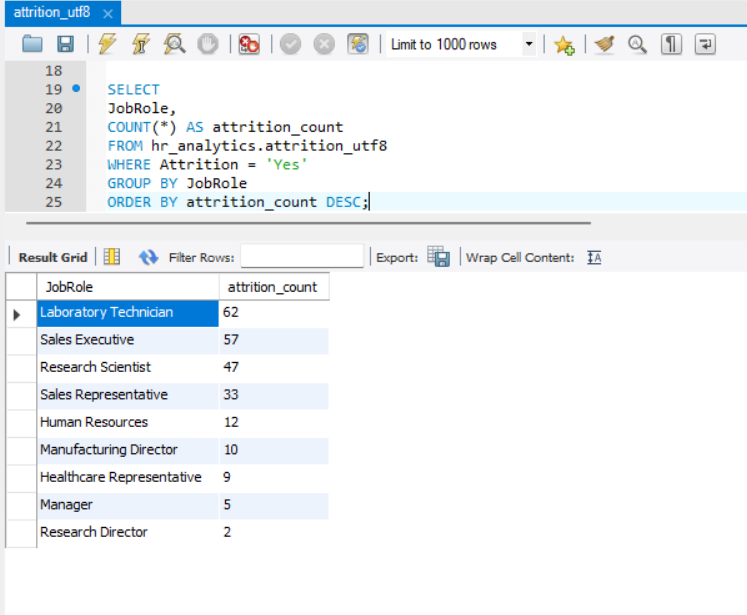 attrition_utf8 ×
Limit to 1000 rows
18
19 SELECT
20 JobRole,
21 COUNT(*) AS attrition_count
22 FROM hr_analytics.attrition_utf8
23 WHERE Attrition = 'Yes'
24 GROUP BY JobRole
25 ORDER BY attrition_count DESC;
Result Grid Filter Rows: Export: Wrap Cell Content: IA
JobRole attrition_count
Laboratory Technician 62
Sales Executive 57
Research Scientist 47
Sales Representative 33
Human Resources 12
Manufacturing Director 10
Healthcare Representative 9
Manager 5
Research Director 2